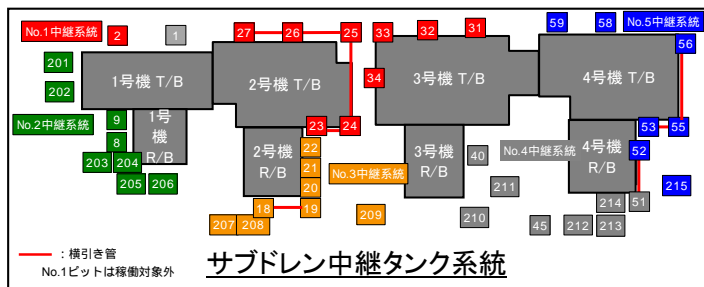 No.1中継系統
2
1
27
26
25
33
32
31
59
58
No.5中継系統
56
201
202
1号機 T/B
2号機 T/B
34
3号機 T/B
4号機 T/B
No.2中継系統
9
8
1号
機
R/B
23
24
53
55
203
204
205
206
2号機
R/B
22
21
20
19
18
207
208
No.3中継系統
209
3号機
R/B
40
211
210
No.4中継系統
4号機
R/B
52
51
215
214
45
212
213
:横引き管
No.1ピットは稼働対象外
サブドレン中継タンク系統